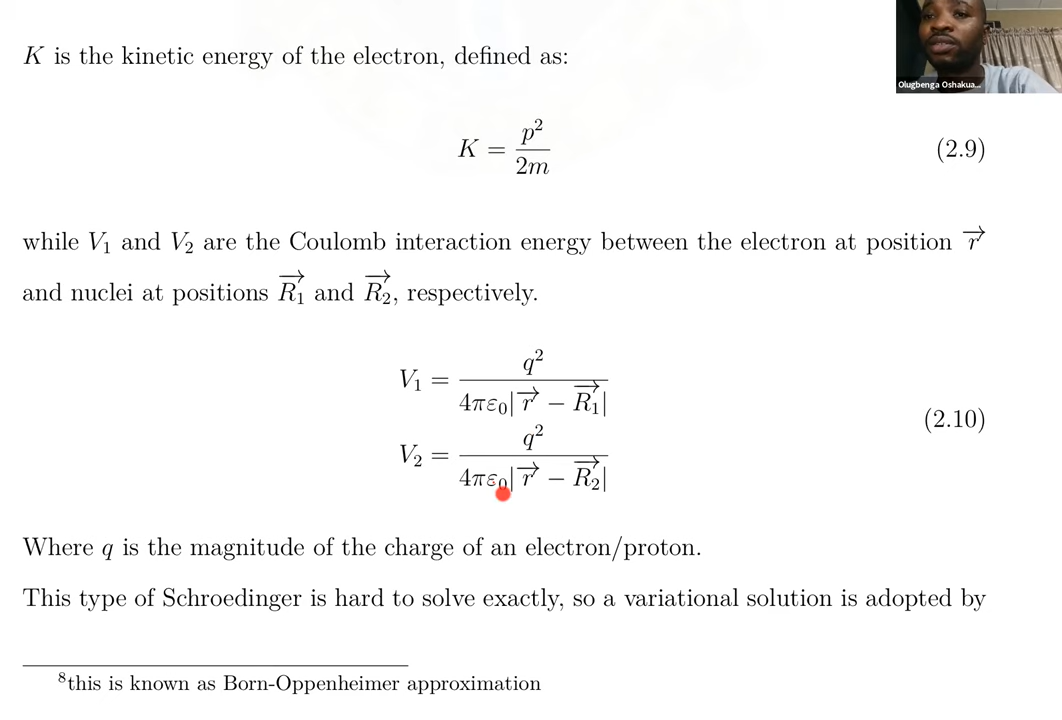 K is the kinetic energy of the electron, defined as:
Olugbenga Oshakua...
K = p²/2m (2.9)
while V₁ and V₂ are the Coulomb interaction energy between the electron at position r⃗
and nuclei at positions R⃗₁ and R⃗₂, respectively.
V₁ = q²/4πε₀|r⃗ − R⃗₁|
V₂ = q²/4πε₀|r⃗ − R⃗₂|
(2.10)
Where q is the magnitude of the charge of an electron/proton.
This type of Schroedinger is hard to solve exactly, so a variational solution is adopted by
⁸this is known as Born-Oppenheimer approximation